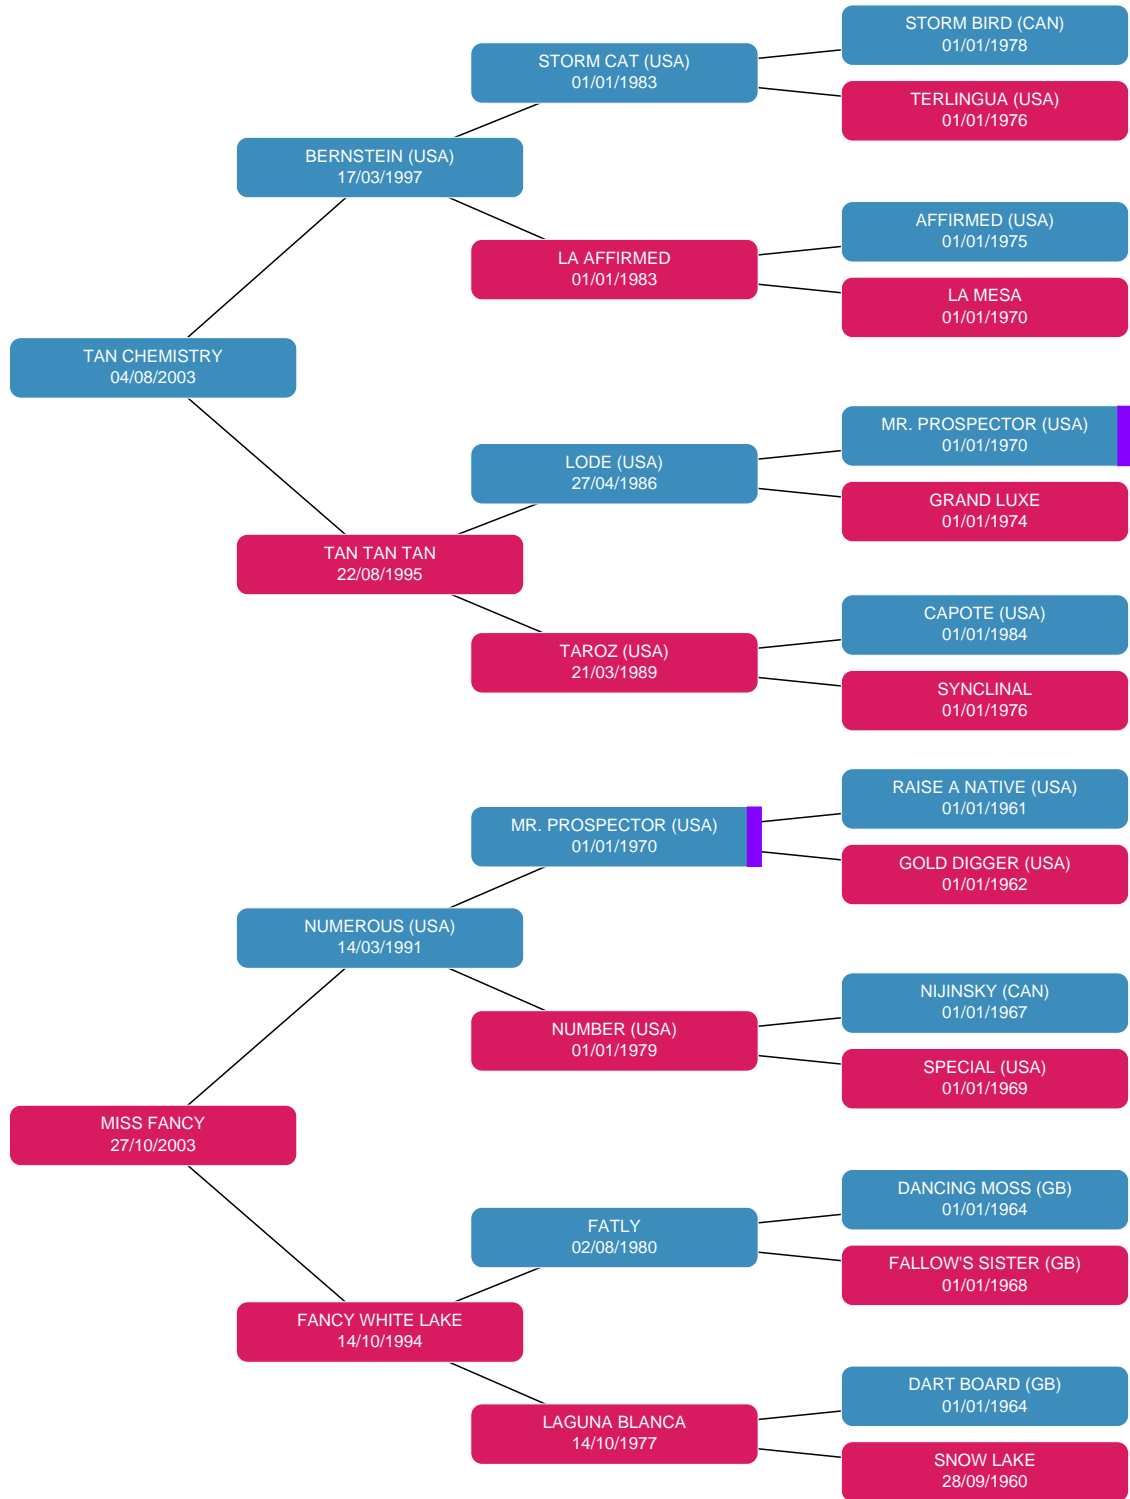 STORM BIRD (CAN)
01/01/1978
STORM CAT (USA)
01/01/1983
TERLINGUA (USA)
01/01/1976
BERNSTEIN (USA)
17/03/1997
AFFIRMED (USA)
01/01/1975
LA AFFIRMED
01/01/1983
LA MESA
01/01/1970
TAN CHEMISTRY
04/08/2003
MR. PROSPECTOR (USA)
01/01/1970
LODE (USA)
27/04/1986
GRAND LUXE
01/01/1974
TAN TAN TAN
22/08/1995
CAPOTE (USA)
01/01/1984
TAROZ (USA)
21/03/1989
SYNCLINAL
01/01/1976
RAISE A NATIVE (USA)
01/01/1961
MR. PROSPECTOR (USA)
01/01/1970
GOLD DIGGER (USA)
01/01/1962
NUMEROUS (USA)
14/03/1991
NIJINSKY (CAN)
01/01/1967
NUMBER (USA)
01/01/1979
SPECIAL (USA)
01/01/1969
MISS FANCY
27/10/2003
DANCING MOSS (GB)
01/01/1964
FATLY
02/08/1980
FALLOW'S SISTER (GB)
01/01/1968
FANCY WHITE LAKE
14/10/1994
DART BOARD (GB)
01/01/1964
LAGUNA BLANCA
14/10/1977
SNOW LAKE
28/09/1960